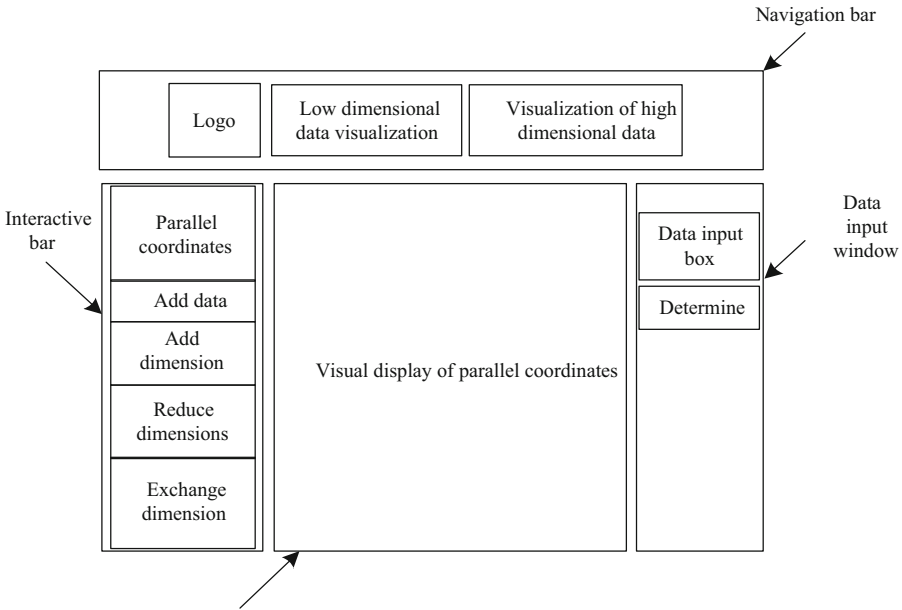 Navigation bar
Logo
Low dimensional
data visualization
Visualization of high
dimensional data
Interactive
bar
Parallel
coordinates
Add data
Add
dimension
Reduce
dimensions
Exchange
dimension
Visual display of parallel coordinates
Data input
box
Determine
Data
input
window